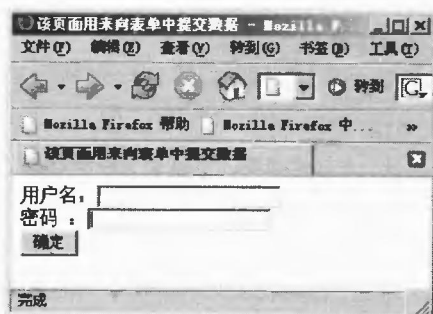 该页面用来向表单中提交数据 - Mozilla F
文件(F) 编辑(E) 查看(V) 转到(G) 书签(B) 工具(T)
转到 G
Mozilla Firefox 帮助 Mozilla Firefox 中... »
该页面用来向表单中提交数据
用户名:
密码 :
确定
完成